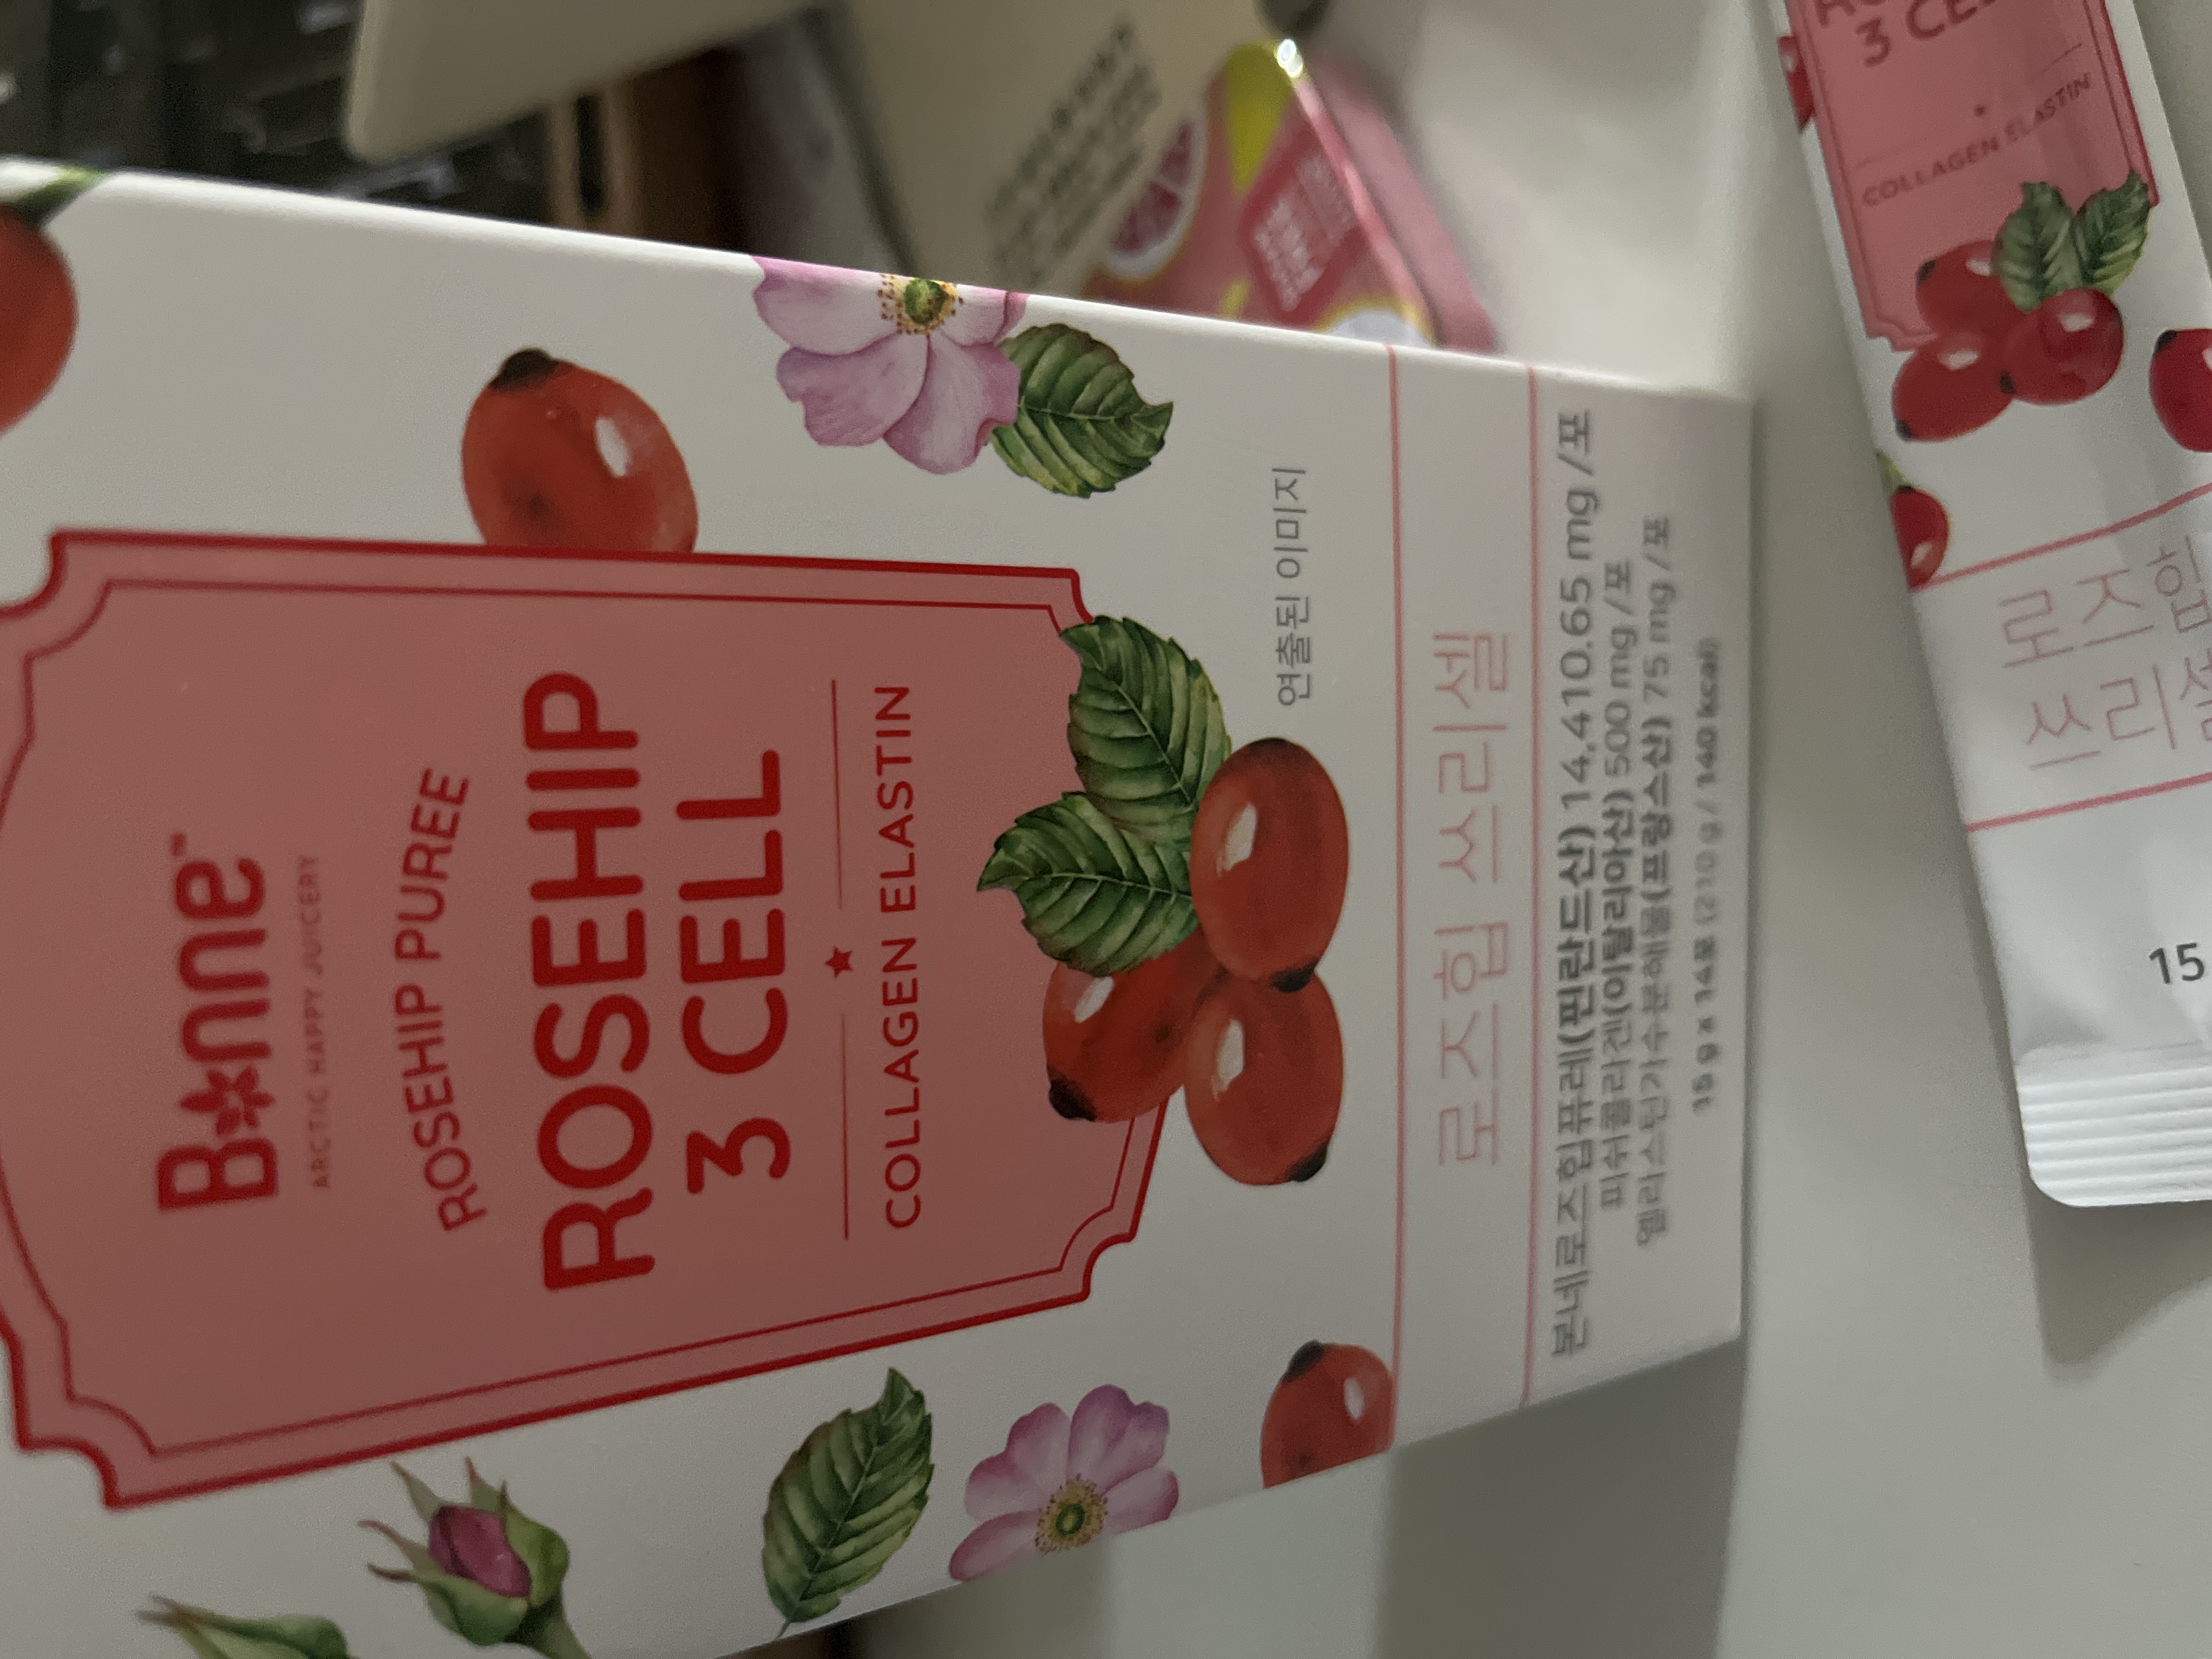 Bonne™
ARCTIC HAPPY JUICERY
ROSEHIP PUREE
ROSEHIP
3 CELL
COLLAGEN ELASTIN
연출된 이미지
로즈힙 쓰리셀
본네로즈힙퓨레(핀란드산) 14,410.65 mg /포
피쉬콜라겐(이탈리아산) 500 mg /포
엘라스틴가수분해물(프랑스산) 75 mg /포
15 g x 14포 (210 g / 140 kcal)
3 CELL
COLLAGEN ELASTIN
로즈힙
쓰리셀
15